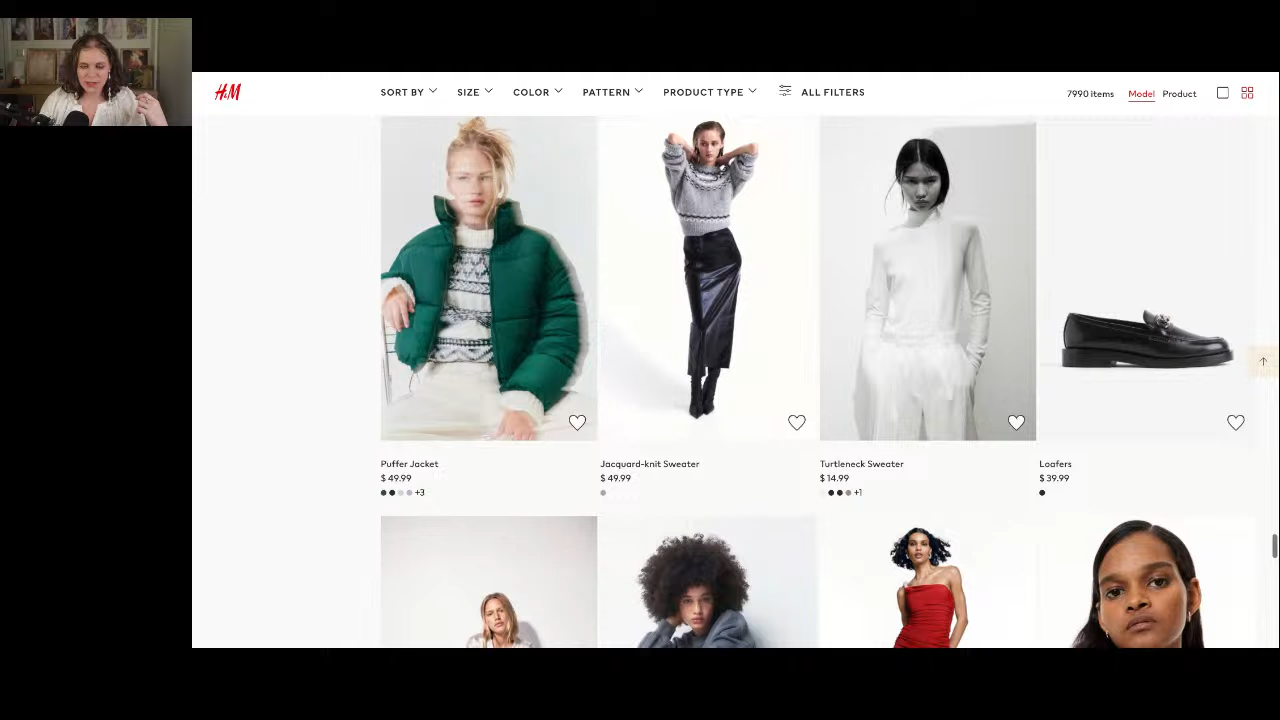 H&M SORT BY SIZE COLOR PATTERN PRODUCT TYPE ALL FILTERS 7990 items Model Product
Puffer Jacket
$ 49.99
+3
Jacquard-knit Sweater
$ 49.99
Turtleneck Sweater
$ 14.99
+1
Loafers
$ 39.99